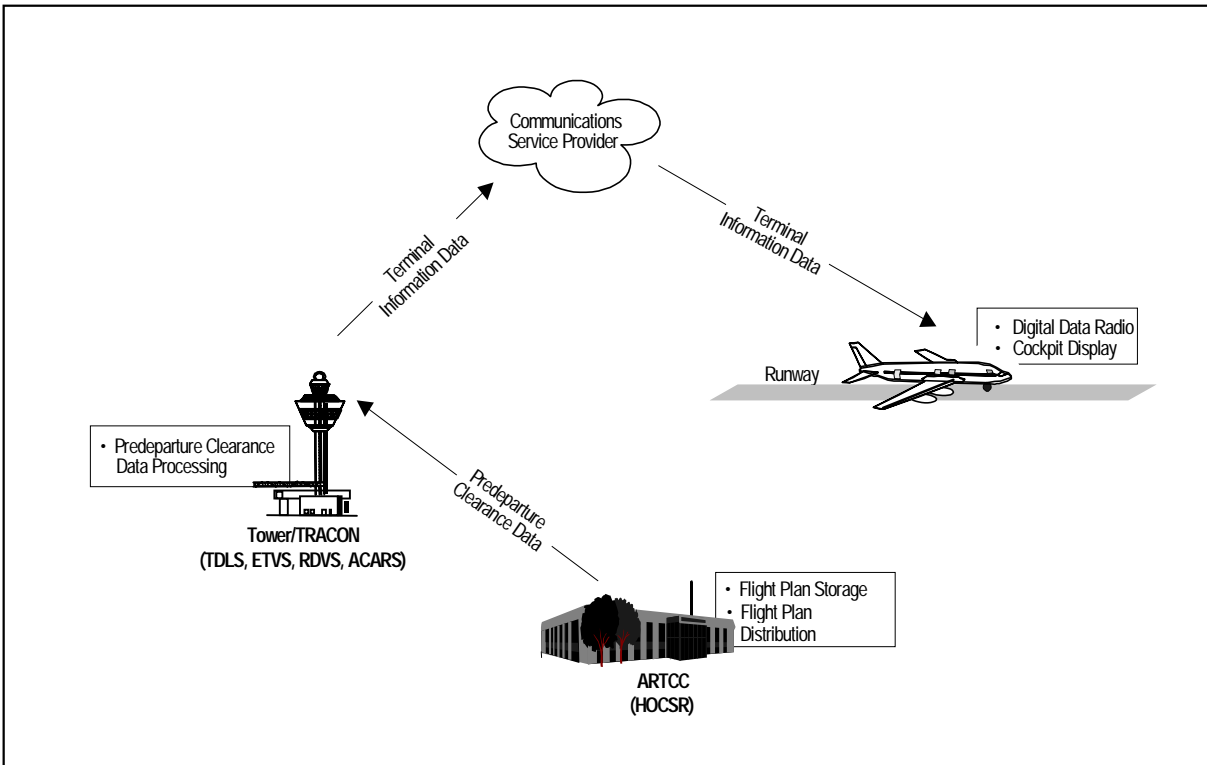 Communications
Service Provider
Terminal
Information Data
Terminal
Information Data
• Digital Data Radio
• Cockpit Display
Runway
• Predeparture Clearance
Data Processing
Tower/TRACON
(TDLS, ETVS, RDVS, ACARS)
Predeparture
Clearance Data
• Flight Plan Storage
• Flight Plan
Distribution
ARTCC
(HOCSR)